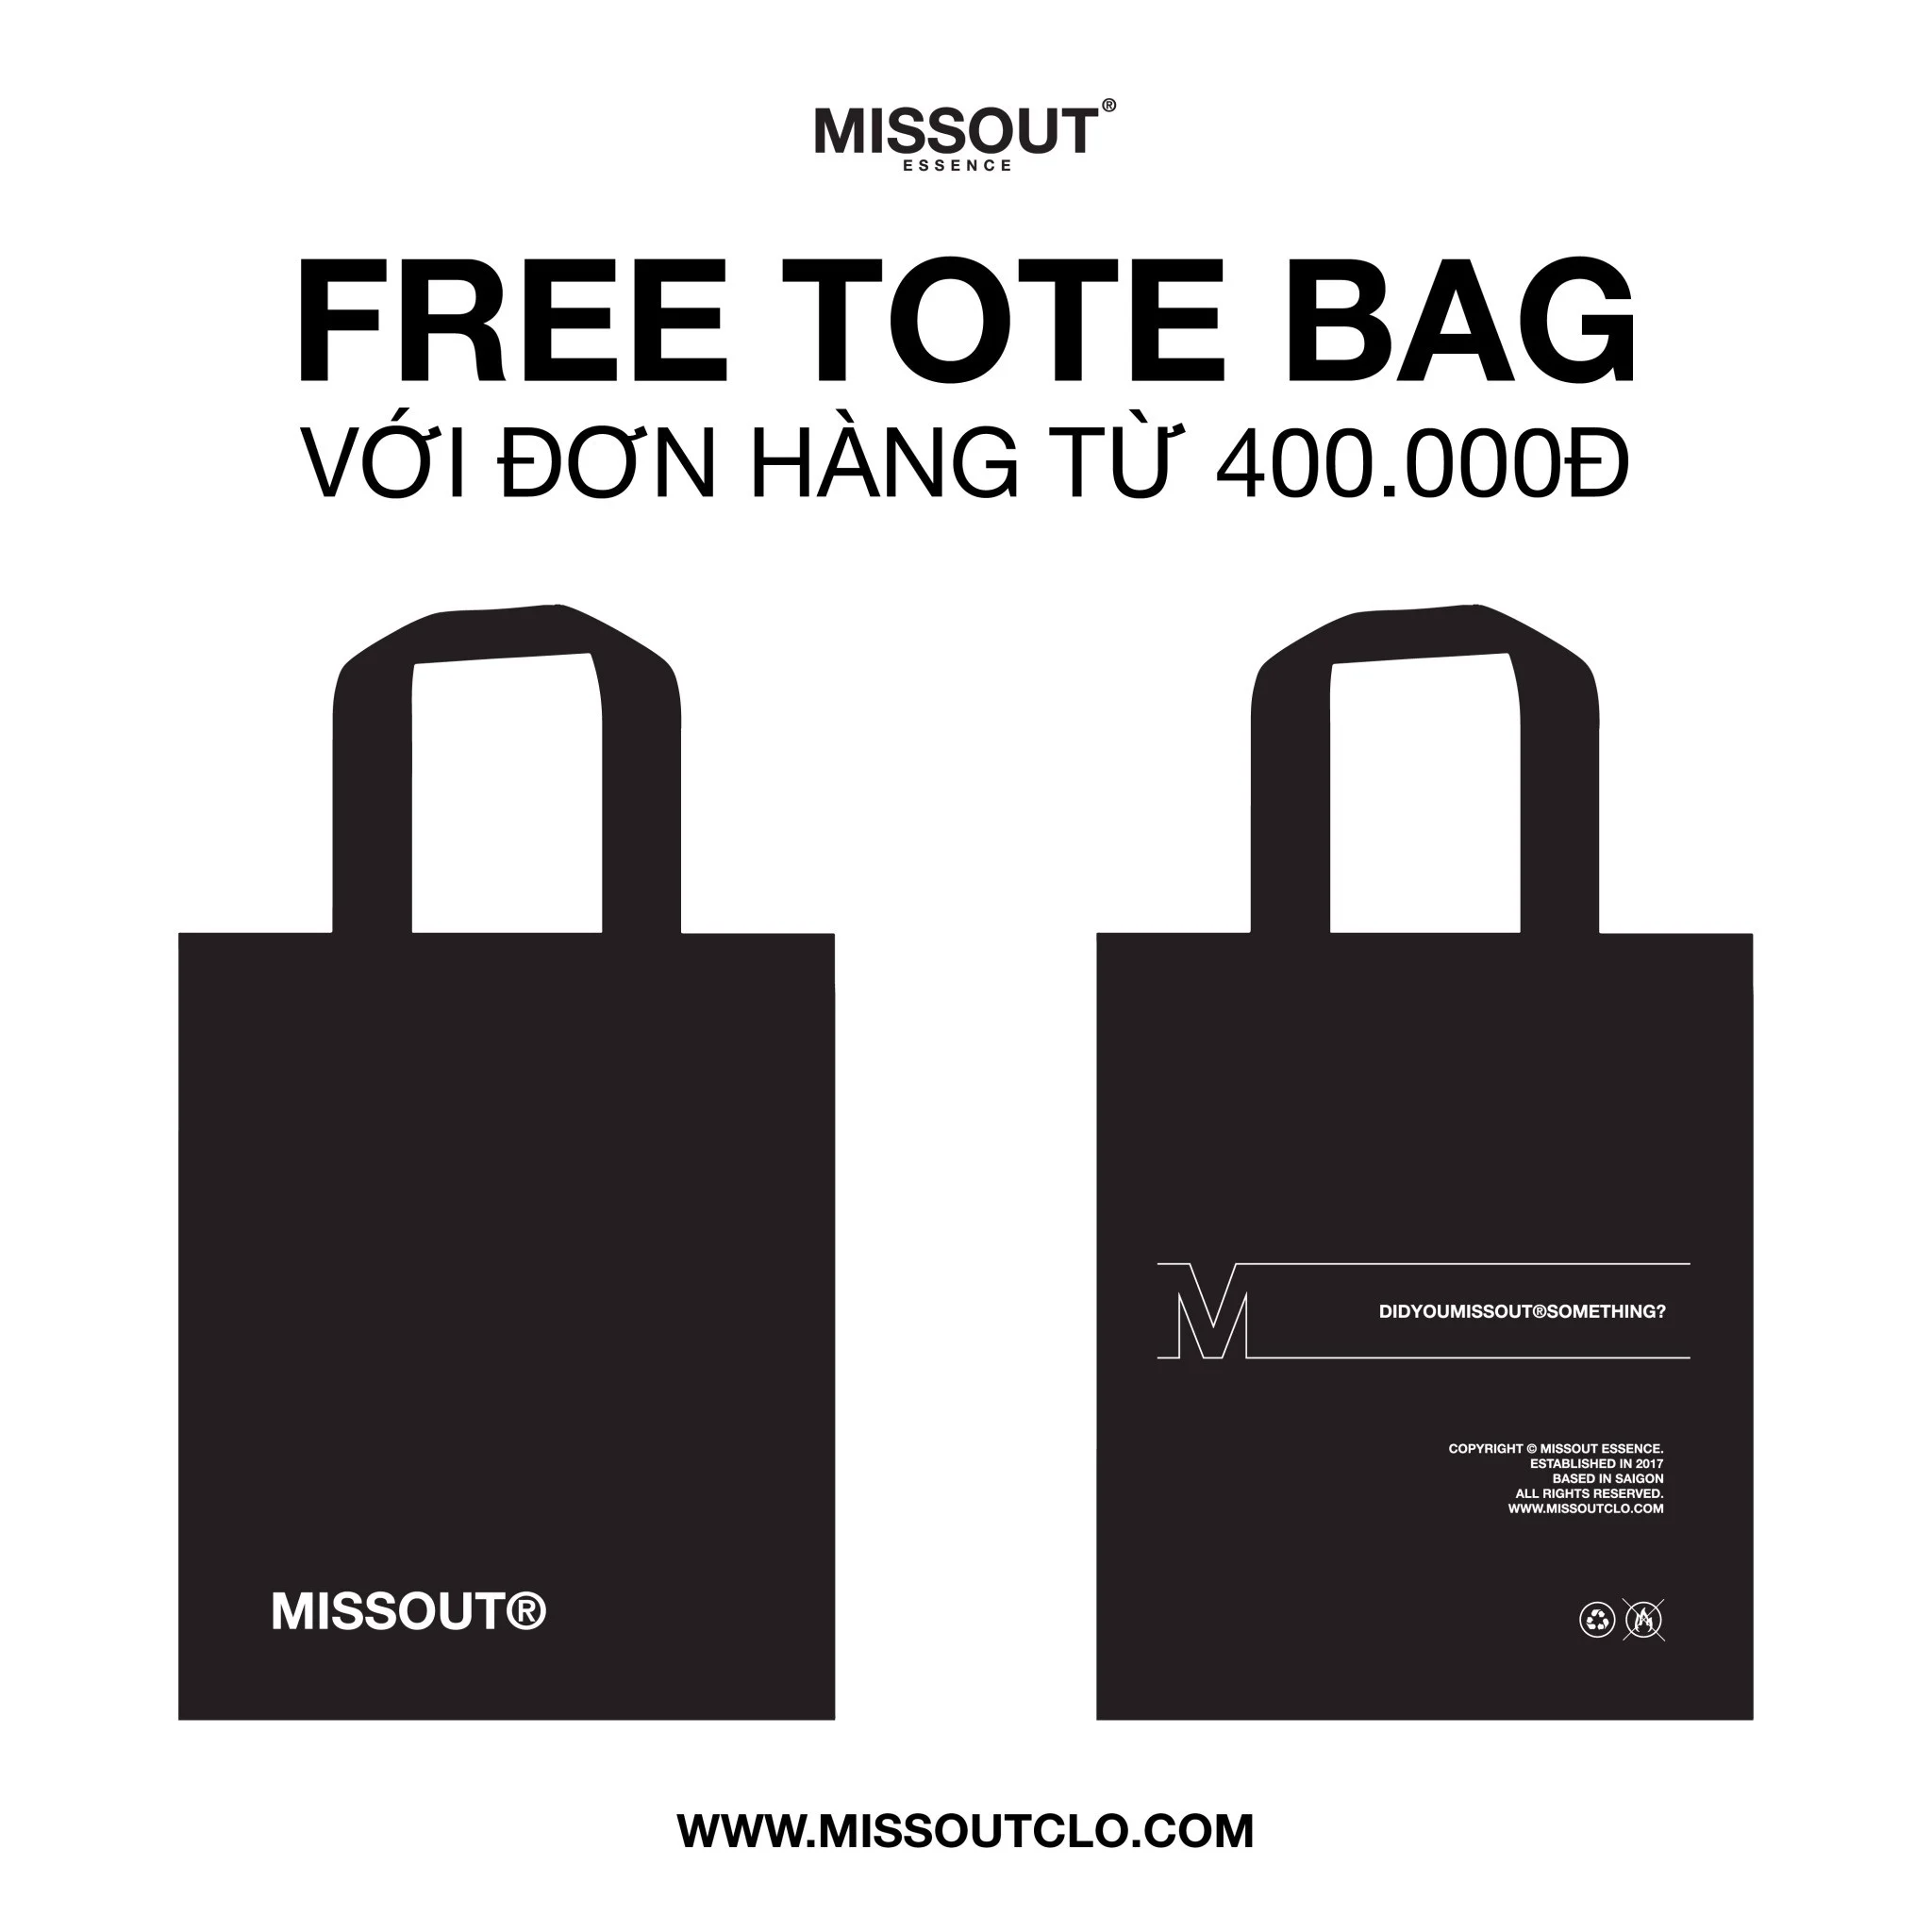 MISSOUT®
ESSENCE
FREE TOTE BAG
VỚI ĐƠN HÀNG TỪ 400.000Đ
MISSOUT®
M
DIDYOUMISSOUT®SOMETHING?
COPYRIGHT © MISSOUT ESSENCE.
ESTABLISHED IN 2017
BASED IN SAIGON
ALL RIGHTS RESERVED.
WWW.MISSOUTCLO.COM
WWW.MISSOUTCLO.COM